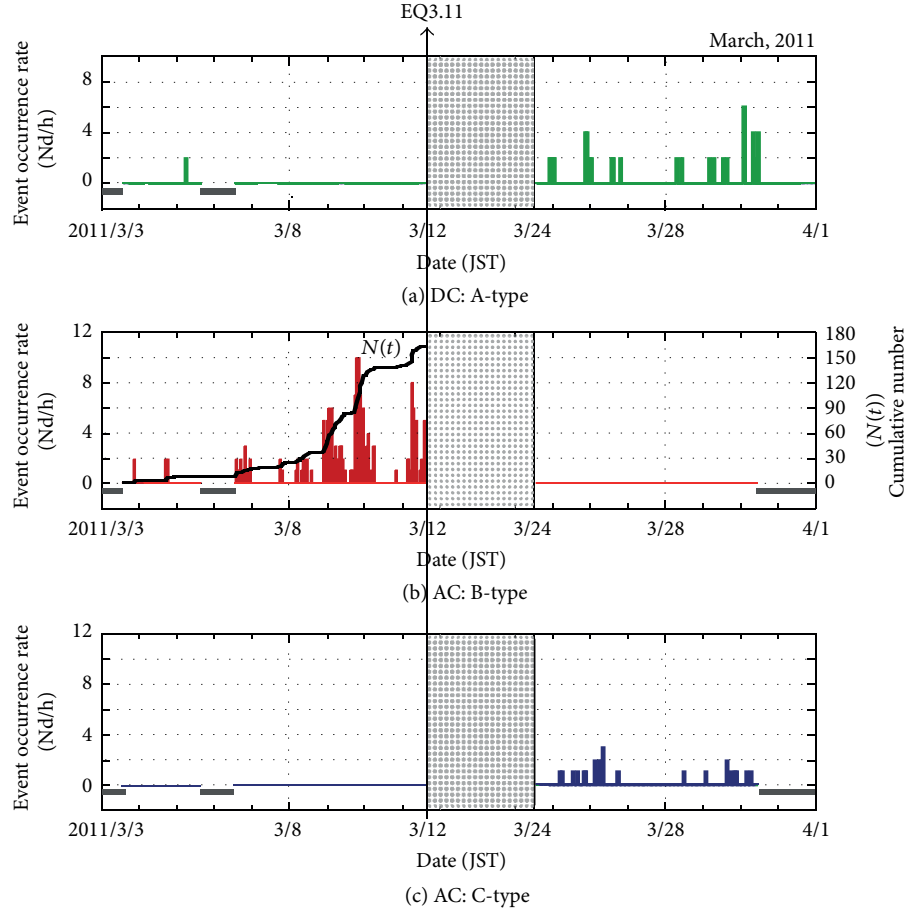 EQ3.11
March, 2011
Event occurrence rate
(Nd/h)
8
4
0
2011/3/3
3/8
3/12
3/24
3/28
4/1
Date (JST)
(a) DC: A-type
Event occurrence rate
(Nd/h)
12
8
4
0
N(t)
180
150
120
90
60
30
0
(N(t))
Cumulative number
2011/3/3
3/8
3/12
3/24
3/28
4/1
Date (JST)
(b) AC: B-type
Event occurrence rate
(Nd/h)
12
8
4
0
2011/3/3
3/8
3/12
3/24
3/28
4/1
Date (JST)
(c) AC: C-type